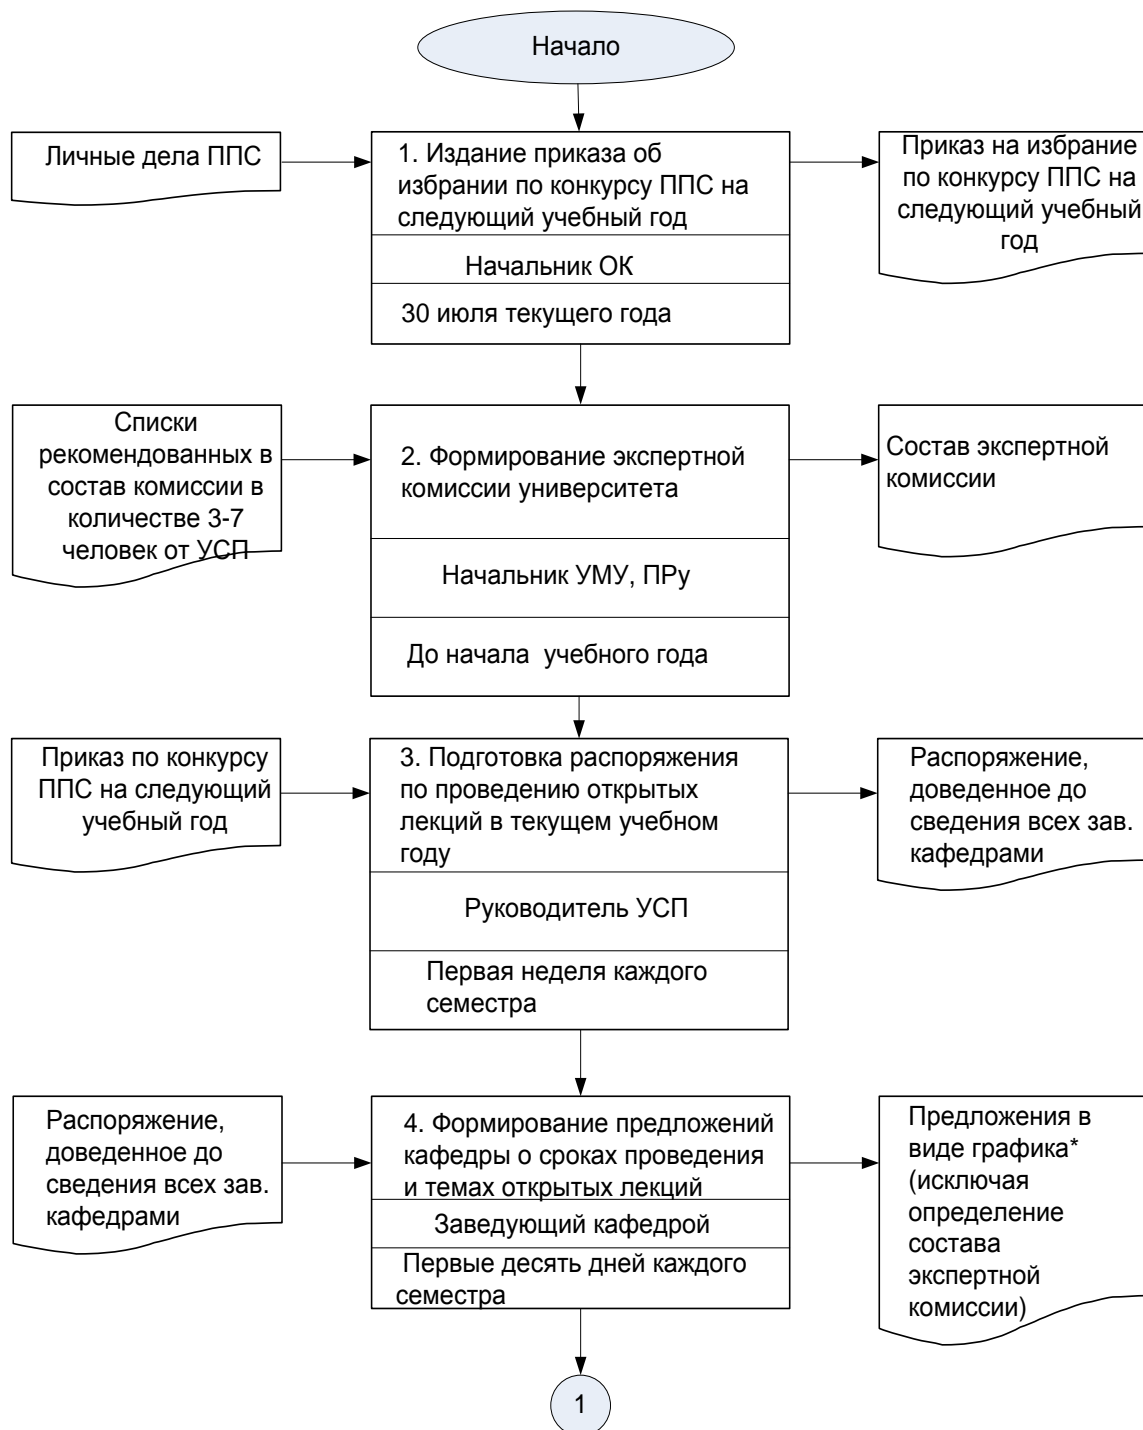 Начало
Личные дела ППС
1. Издание приказа об
избрании по конкурсу ППС на
следующий учебный год
Начальник ОК
30 июля текущего года
Приказ на избрание
по конкурсу ППС на
следующий учебный
год
Списки
рекомендованных в
состав комиссии в
количестве 3-7
человек от УСП
2. Формирование экспертной
комиссии университета
Начальник УМУ, ПРу
До начала  учебного года
Состав экспертной
комиссии
Приказ по конкурсу
ППС на следующий
учебный год
3. Подготовка распоряжения
по проведению открытых
лекций в текущем учебном
году
Руководитель УСП
Первая неделя каждого
семестра
Распоряжение,
доведенное до
сведения всех зав.
кафедрами
Распоряжение,
доведенное до
сведения всех зав.
кафедрами
4. Формирование предложений
кафедры о сроках проведения
и темах открытых лекций
Заведующий кафедрой
Первые десять дней каждого
семестра
Предложения в
виде графика*
(исключая
определение
состава
экспертной
комиссии)
1